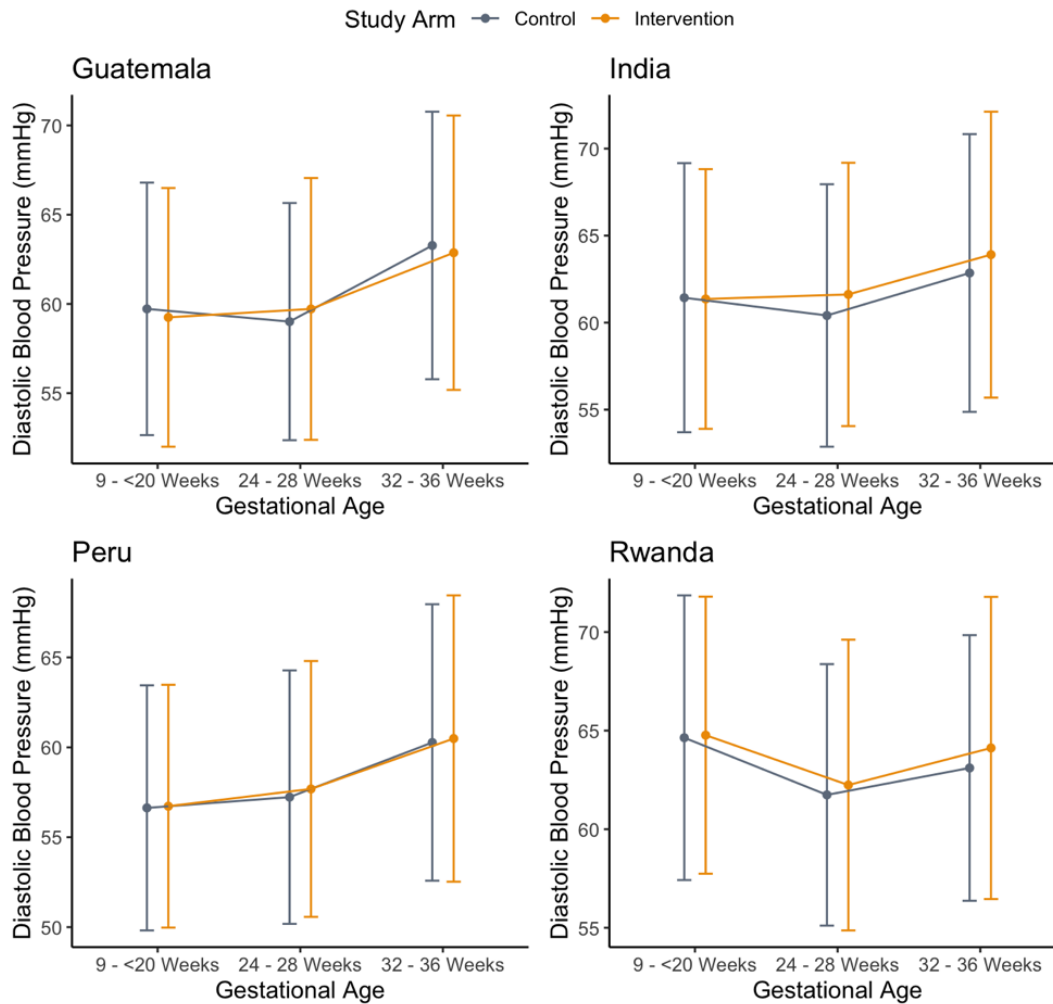 Study Arm Control Intervention
Guatemala
Diastolic Blood Pressure (mmHg)
70
65
60
55
9 - <20 Weeks 24 - 28 Weeks 32 - 36 Weeks
Gestational Age
India
Diastolic Blood Pressure (mmHg)
70
65
60
55
9 - <20 Weeks 24 - 28 Weeks 32 - 36 Weeks
Gestational Age
Peru
Diastolic Blood Pressure (mmHg)
65
60
55
50
9 - <20 Weeks 24 - 28 Weeks 32 - 36 Weeks
Gestational Age
Rwanda
Diastolic Blood Pressure (mmHg)
70
65
60
55
9 - <20 Weeks 24 - 28 Weeks 32 - 36 Weeks
Gestational Age